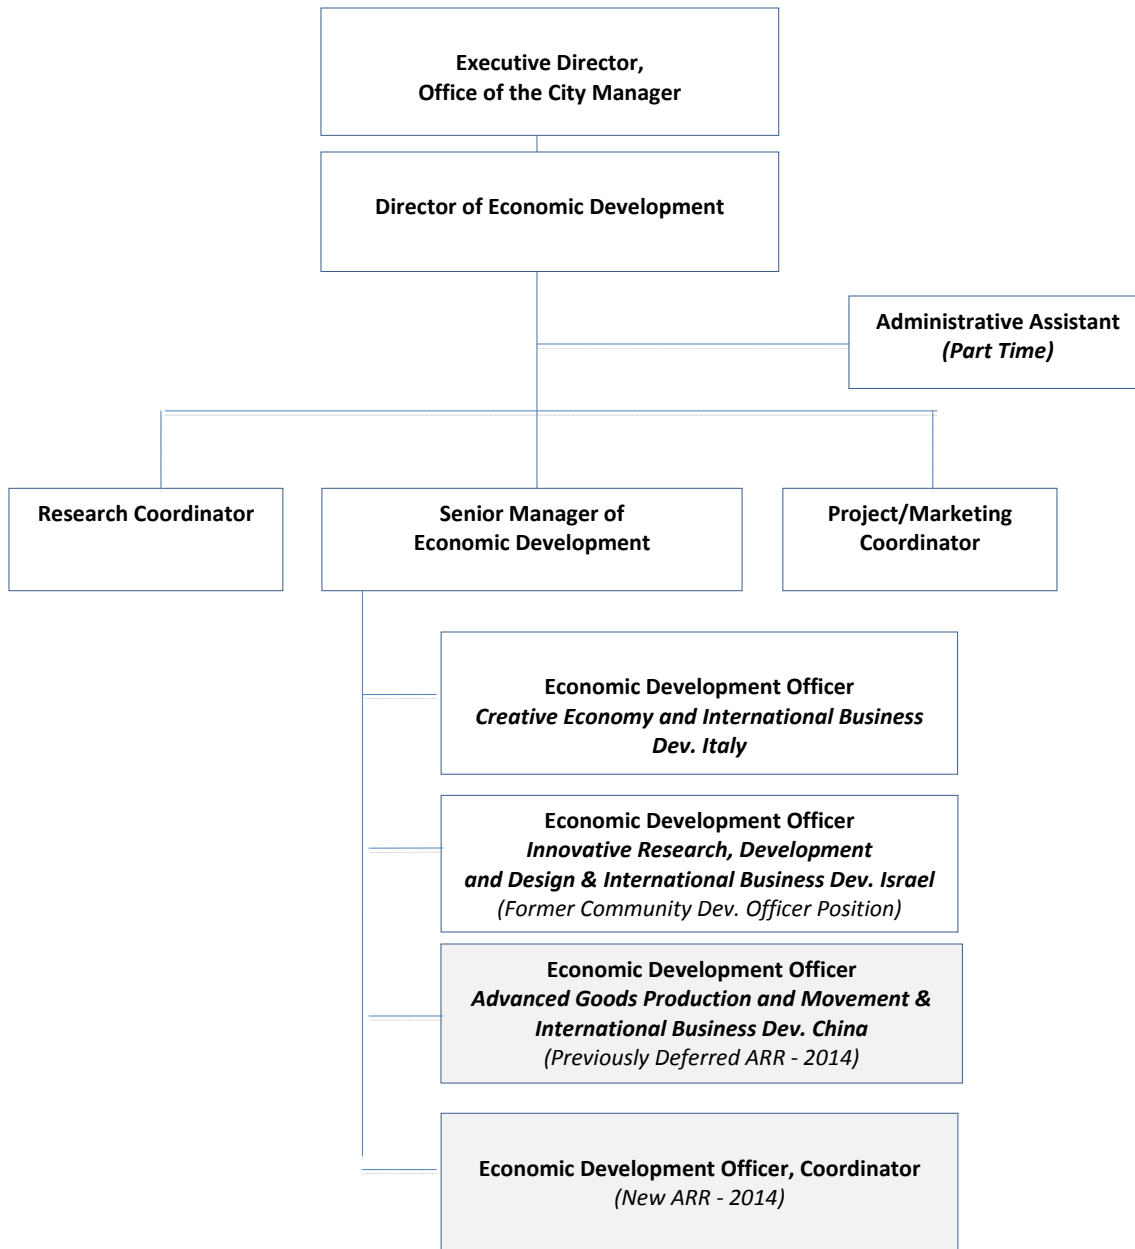 Executive Director,
Office of the City Manager
Director of Economic Development
Administrative Assistant
(Part Time)
Research Coordinator
Senior Manager of
Economic Development
Project/Marketing
Coordinator
Economic Development Officer
Creative Economy and International Business
Dev. Italy
Economic Development Officer
Innovative Research, Development
and Design & International Business Dev. Israel
(Former Community Dev. Officer Position)
Economic Development Officer
Advanced Goods Production and Movement &
International Business Dev. China
(Previously Deferred ARR - 2014)
Economic Development Officer, Coordinator
(New ARR - 2014)